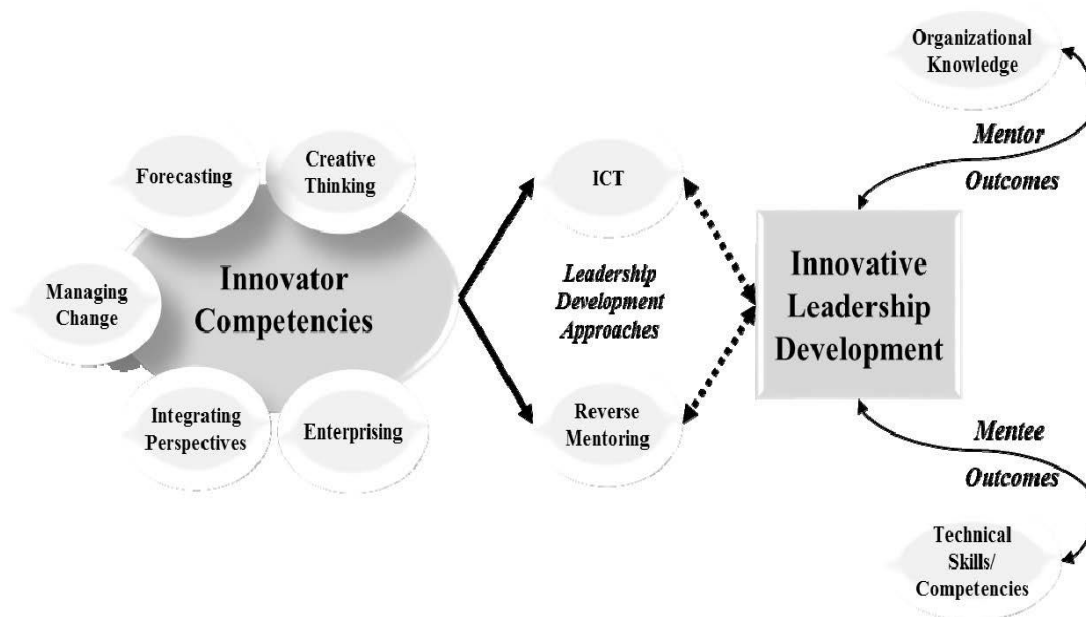 Organizational
Knowledge
Mentor
Outcomes
Creative
Thinking
Forecasting
ICT
Managing
Change
Innovator
Competencies
Leadership
Development
Approaches
Innovative
Leadership
Development
Integrating
Perspectives
Enterprising
Reverse
Mentoring
Mentee
Outcomes
Technical
Skills/
Competencies